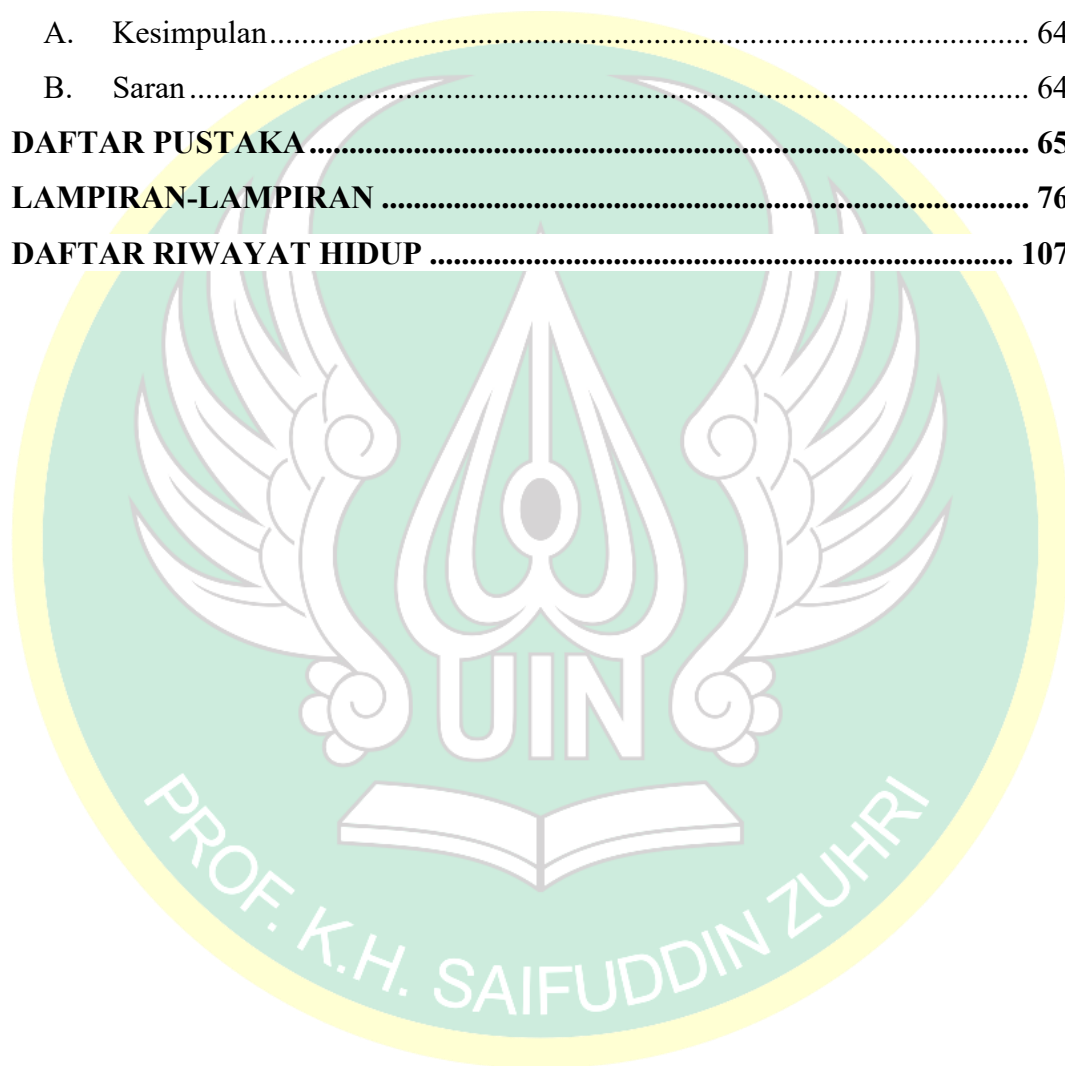 A. Kesimpulan........................................................................................... 64
B. Saran ..................................................................................................... 64
DAFTAR PUSTAKA........................................................................................ 65
LAMPIRAN-LAMPIRAN ............................................................................... 76
DAFTAR RIWAYAT HIDUP ....................................................................... 107
UIN
PROF. K.H. SAIFUDDIN ZUHRI